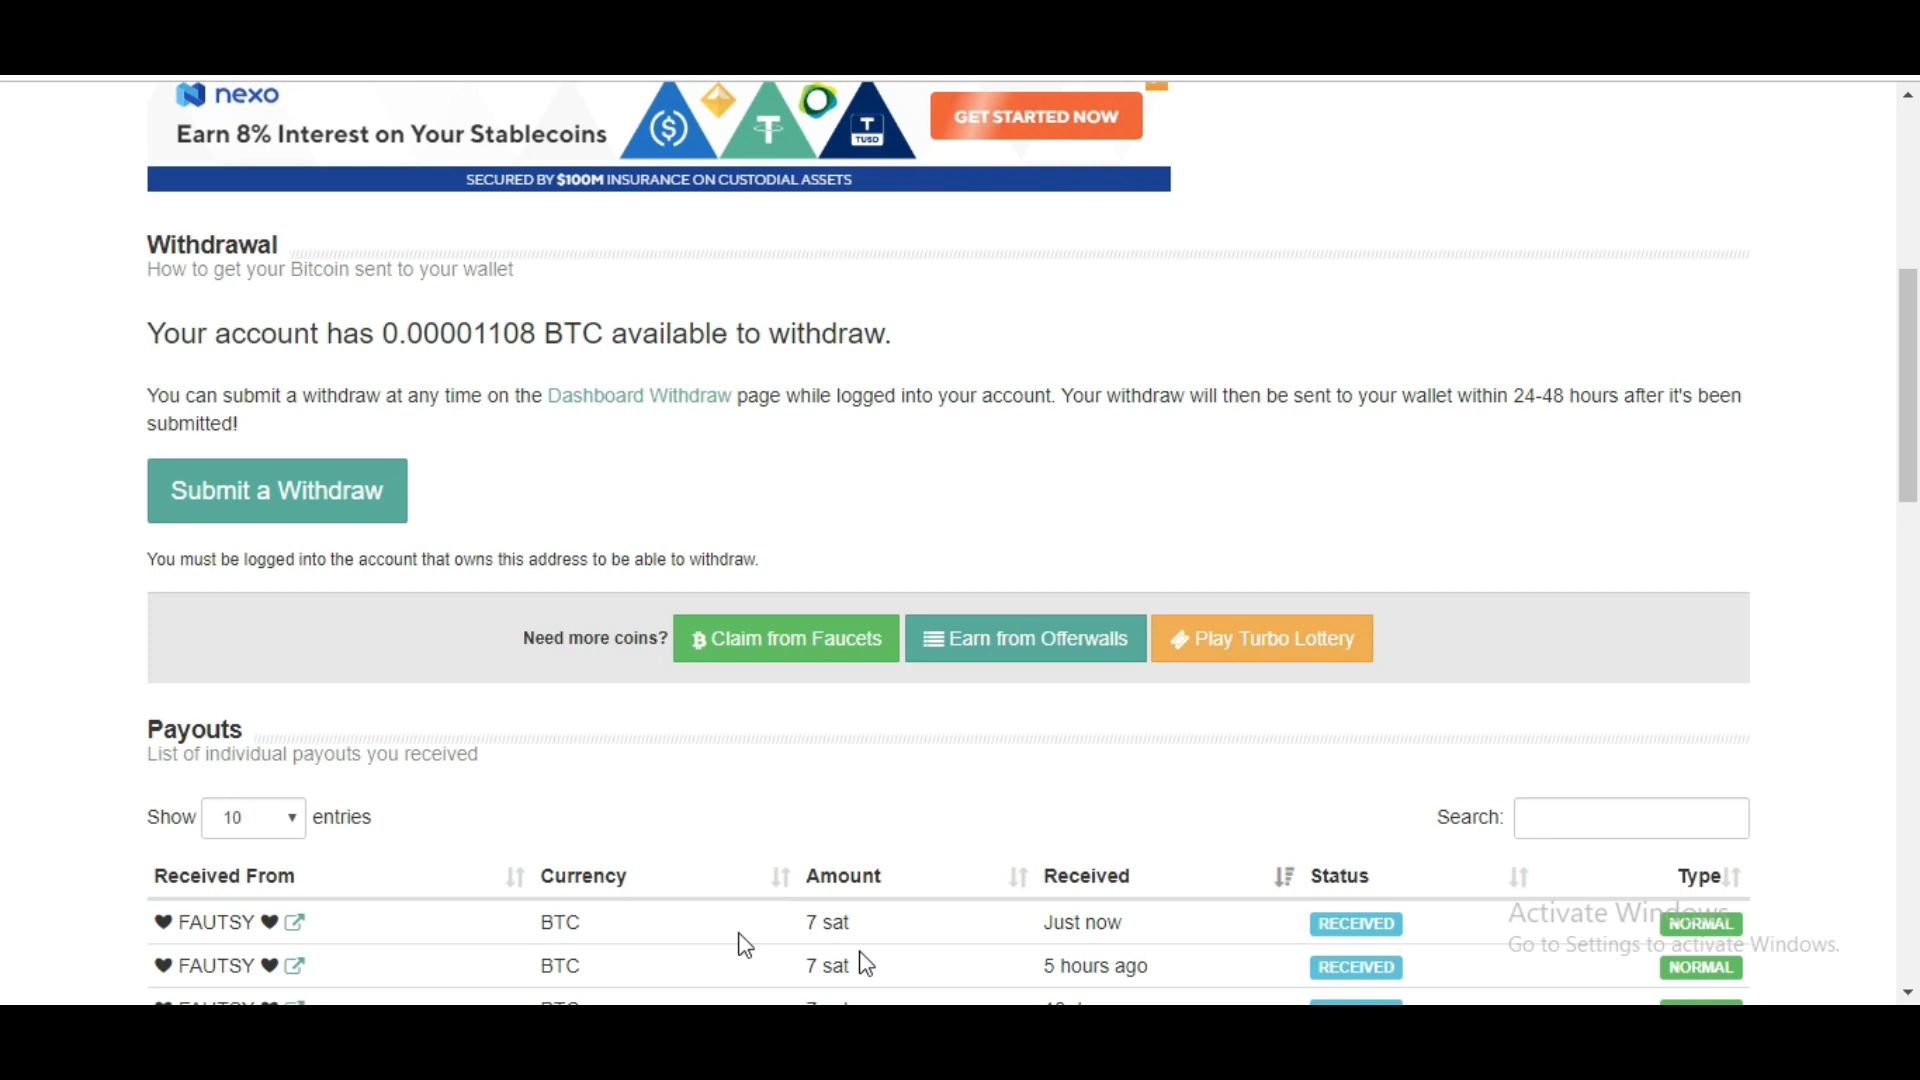 nexo
Earn 8% Interest on Your Stablecoins
TUSD
GET STARTED NOW
SECURED BY $100M INSURANCE ON CUSTODIAL ASSETS
Withdrawal
How to get your Bitcoin sent to your wallet
Your account has 0.00001108 BTC available to withdraw.
You can submit a withdraw at any time on the Dashboard Withdraw page while logged into your account. Your withdraw will then be sent to your wallet within 24-48 hours after it's been
submitted!
Submit a Withdraw
You must be logged into the account that owns this address to be able to withdraw.
Need more coins? Claim from Faucets Earn from Offerwalls Play Turbo Lottery
Payouts
List of individual payouts you received
Show 10 entries Search:
Received From Currency Amount Received Status Type
♥ FAUTSY ♥ BTC 7 sat Just now RECEIVED NORMAL
Activate Windows
Go to Settings to activate Windows.
♥ FAUTSY ♥ BTC 7 sat 5 hours ago RECEIVED NORMAL